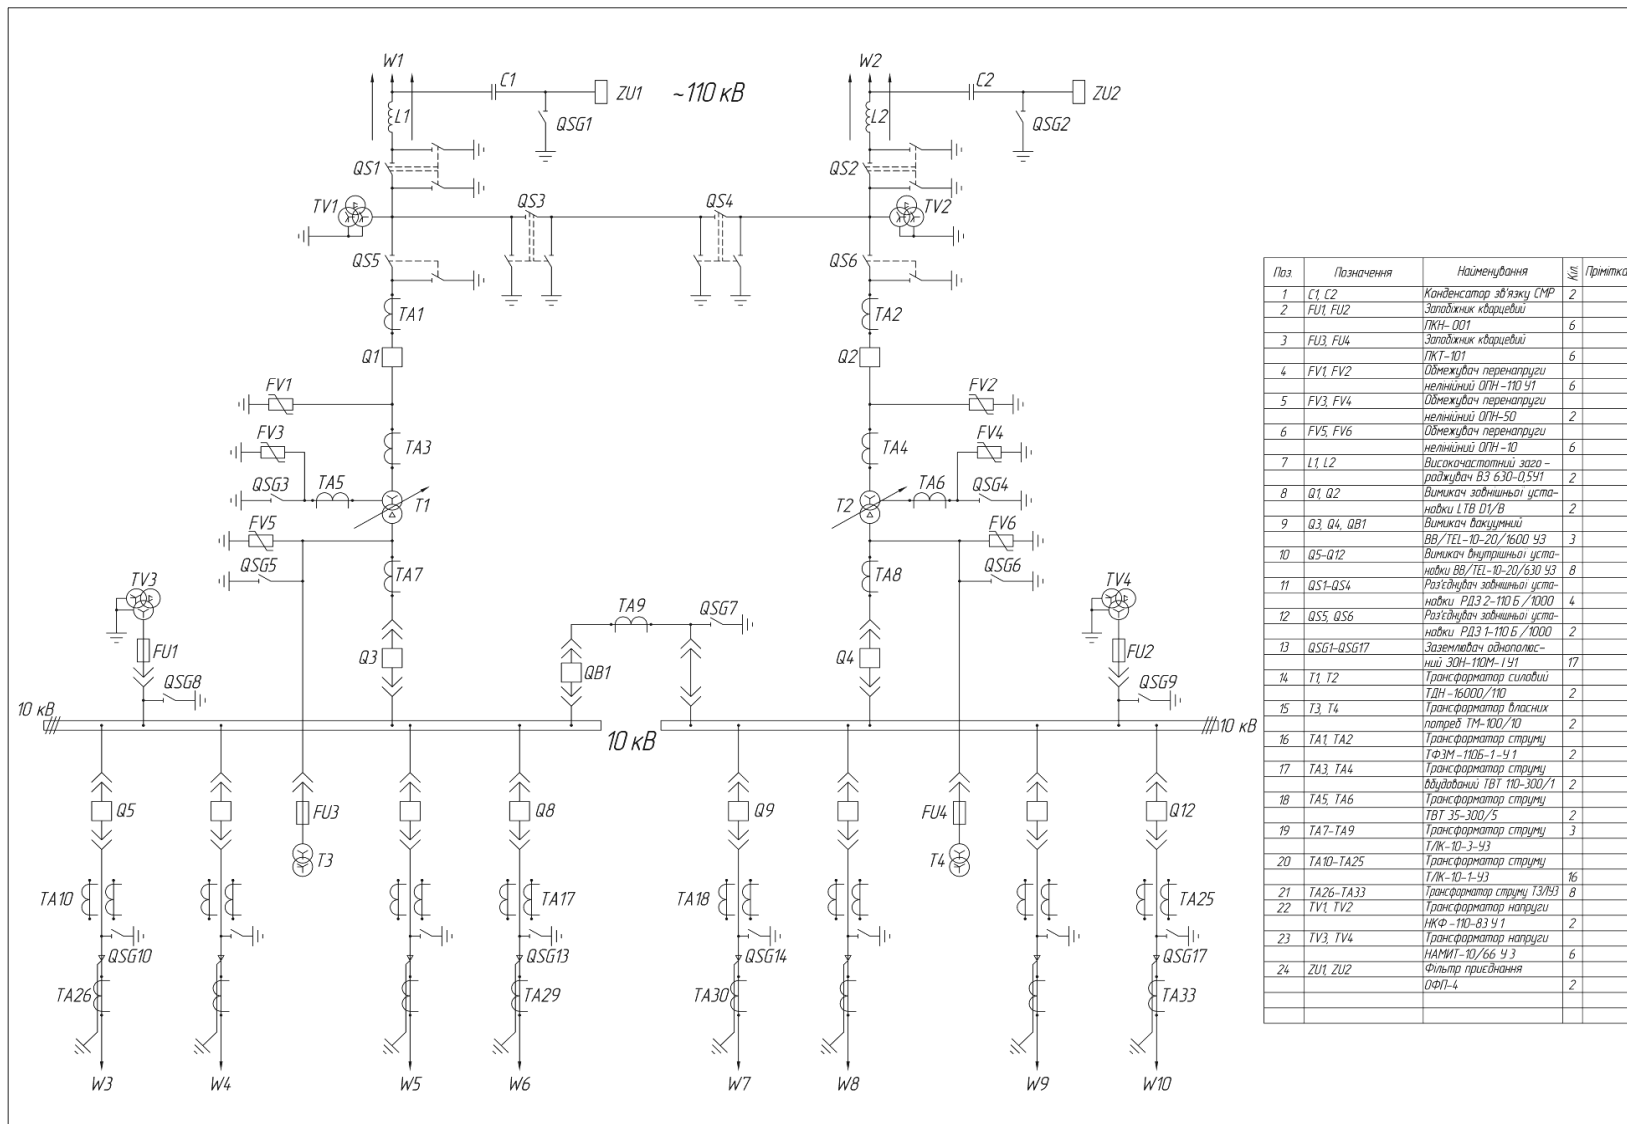 W1
W2
C1
C2
ZU1
~110 кВ
ZU2
L1
L2
QSG1
QSG2
QS1
QS2
TV1
QS3
QS4
TV2
QS5
QS6
TA1
TA2
Q1
Q2
FV1
FV2
FV3
FV4
TA3
TA4
QSG3
TA5
T1
T2
TA6
QSG4
FV5
FV6
QSG5
QSG6
TA7
TA8
TV3
TV4
TA9
QSG7
FU1
FU2
Q3
QB1
Q4
QSG8
QSG9
10 кВ
10 кВ
10 кВ
Q5
FU3
Q8
Q9
FU4
Q12
T3
T4
TA10
TA17
TA18
TA25
QSG10
QSG13
QSG14
QSG17
TA26
TA29
TA30
TA33
W3
W4
W5
W6
W7
W8
W9
W10
Поз. Позначення Найменування Кіл. Прімітка
1 C1, C2 Конденсатор зв'язку СМР 2
2 FU1, FU2 Запобіжник кварцевий
ПКН- 001 6
3 FU3, FU4 Запобіжник кварцевий
ПКТ-101 6
4 FV1, FV2 Обмежувач перенапруги
нелінійний ОПН-110 У1 6
5 FV3, FV4 Обмежувач перенапруги
нелінійний ОПН-50 2
6 FV5, FV6 Обмежувач перенапруги
нелінійний ОПН-10 6
7 L1, L2 Високочастотний заго-
роджувач ВЗ 630-0,5У1 2
8 Q1, Q2 Вимикач зовнішньої уста-
новки LTB D1/B 2
9 Q3, Q4, QB1 Вимикач вакуумний
BB/TEL-10-20/1600 У3 3
10 Q5-Q12 Вимикач внутрішньої уста-
новки BB/TEL-10-20/630 У3 8
11 QS1-QS4 Роз'єднувач зовнішньої уста-
новки РДЗ 2-110 Б /1000 4
12 QS5, QS6 Роз'єднувач зовнішньої уста-
новки РДЗ 1-110 Б /1000 2
13 QSG1-QSG17 Заземлювач однополюс-
ний ЗОН-110М-I У1 17
14 T1, T2 Трансформатор силовий
ТДН-16000/110 2
15 T3, T4 Трансформатор власних
потреб ТМ-100/10 2
16 TA1, TA2 Трансформатор струму
ТФЗМ-110Б-1-У1 2
17 TA3, TA4 Трансформатор струму
вбудований ТВТ 110-300/1 2
18 TA5, TA6 Трансформатор струму
ТВТ 35-300/5 2
19 TA7-TA9 Трансформатор струму 3
Т/ІК-10-3-У3
20 TA10-TA25 Трансформатор струму
Т/ІК-10-1-У3 16
21 TA26-TA33 Трансформатор струму ТЗЛУ3 8
22 TV1, TV2 Трансформатор напруги
НКФ-110-83 У 1 2
23 TV3, TV4 Трансформатор напруги
НАМИТ-10/66 У 3 6
24 ZU1, ZU2 Фільтр приєднання
ОФП-4 2